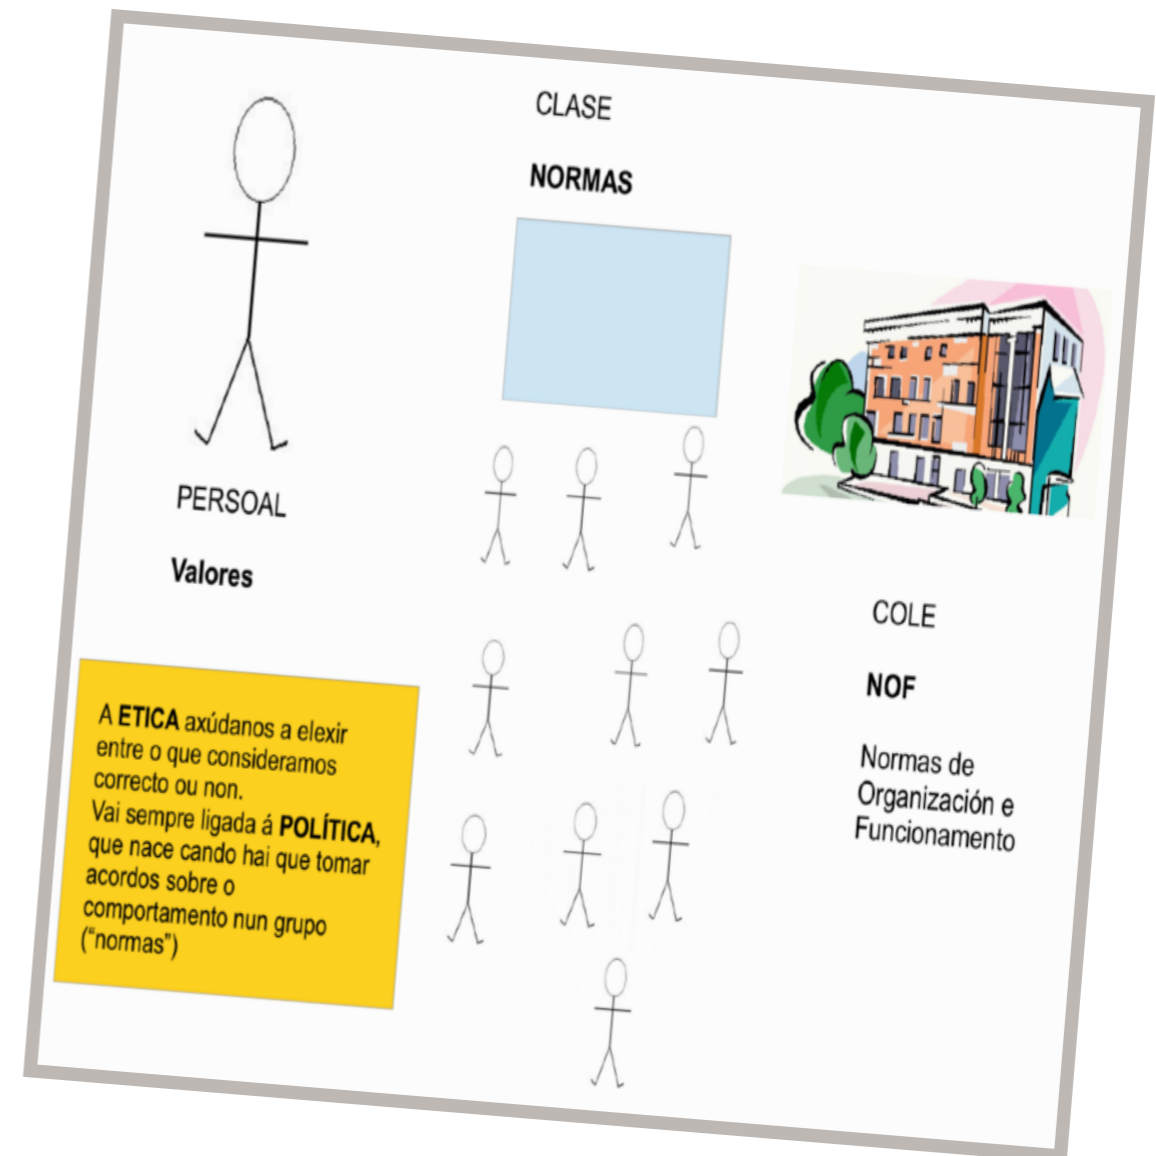 CLASE
NORMAS
PERSOAL
Valores
A ETICA axúdanos a elexir
entre o que consideramos
correcto ou non.
Vai sempre ligada á POLÍTICA,
que nace cando hai que tomar
acordos sobre o
comportamento nun grupo
(“normas”)
COLE
NOF
Normas de
Organización e
Funcionamento